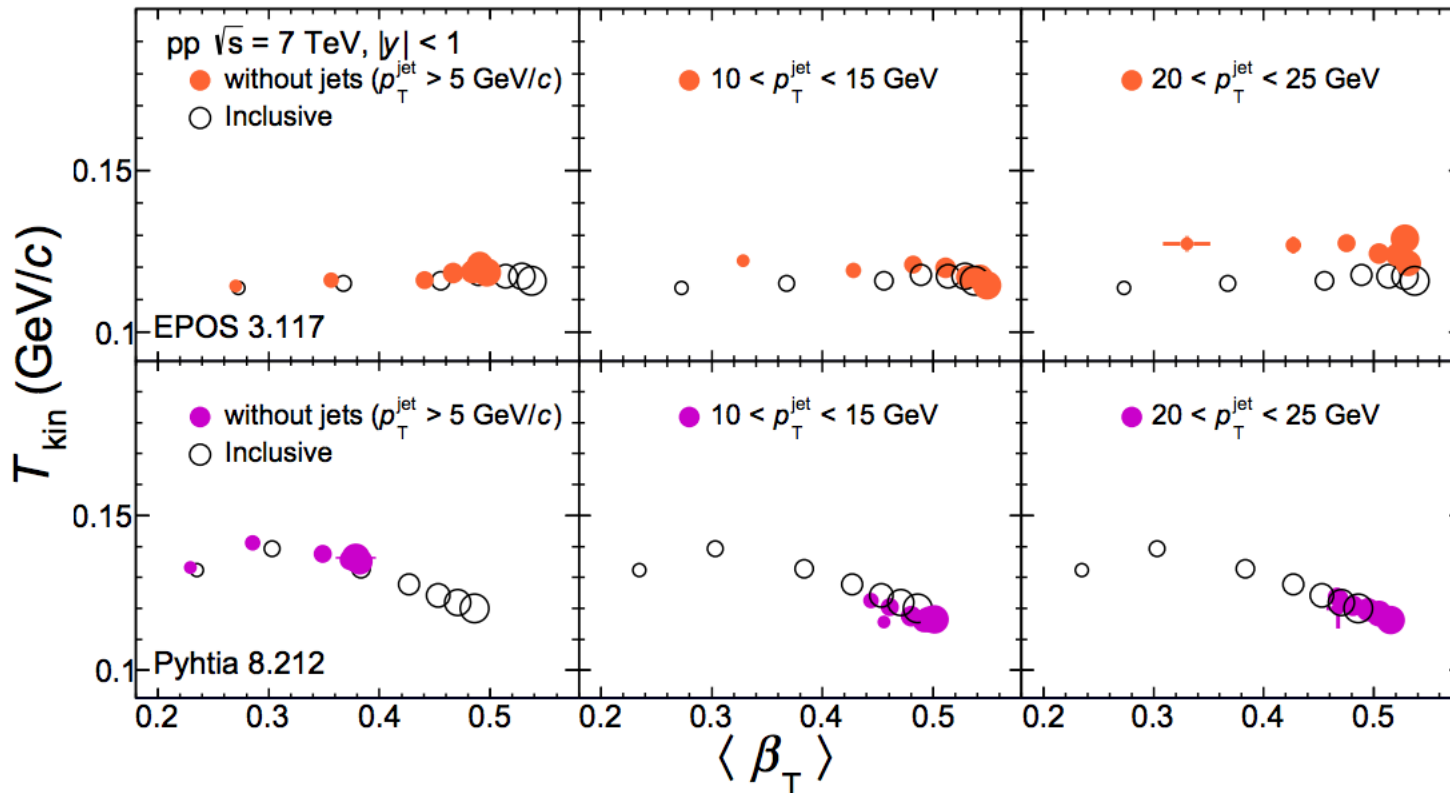 pp √s = 7 TeV, |y| < 1
without jets (p_T^jet > 5 GeV/c)
Inclusive
10 < p_T^jet < 15 GeV
20 < p_T^jet < 25 GeV
0.15
0.1
EPOS 3.117
without jets (p_T^jet > 5 GeV/c)
Inclusive
10 < p_T^jet < 15 GeV
20 < p_T^jet < 25 GeV
0.15
0.1
Pyhtia 8.212
0.2 0.3 0.4 0.5
0.2 0.3 0.4 0.5
0.2 0.3 0.4 0.5
T_kin (GeV/c)
⟨ β_T ⟩